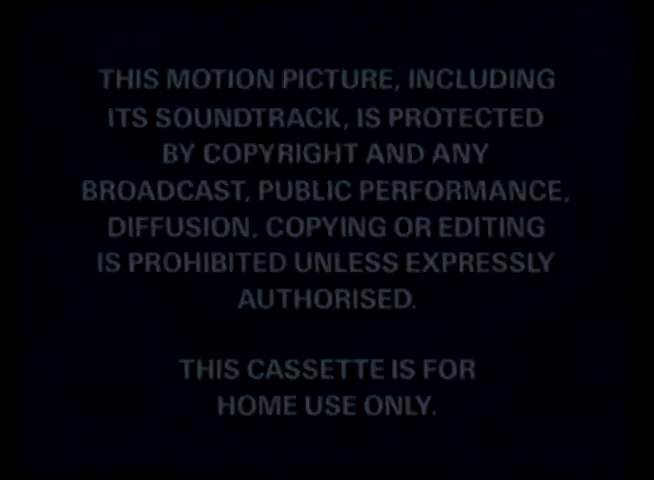 THIS MOTION PICTURE, INCLUDING
ITS SOUNDTRACK, IS PROTECTED
BY COPYRIGHT AND ANY
BROADCAST, PUBLIC PERFORMANCE,
DIFFUSION, COPYING OR EDITING
IS PROHIBITED UNLESS EXPRESSLY
AUTHORISED.
THIS CASSETTE IS FOR
HOME USE ONLY.